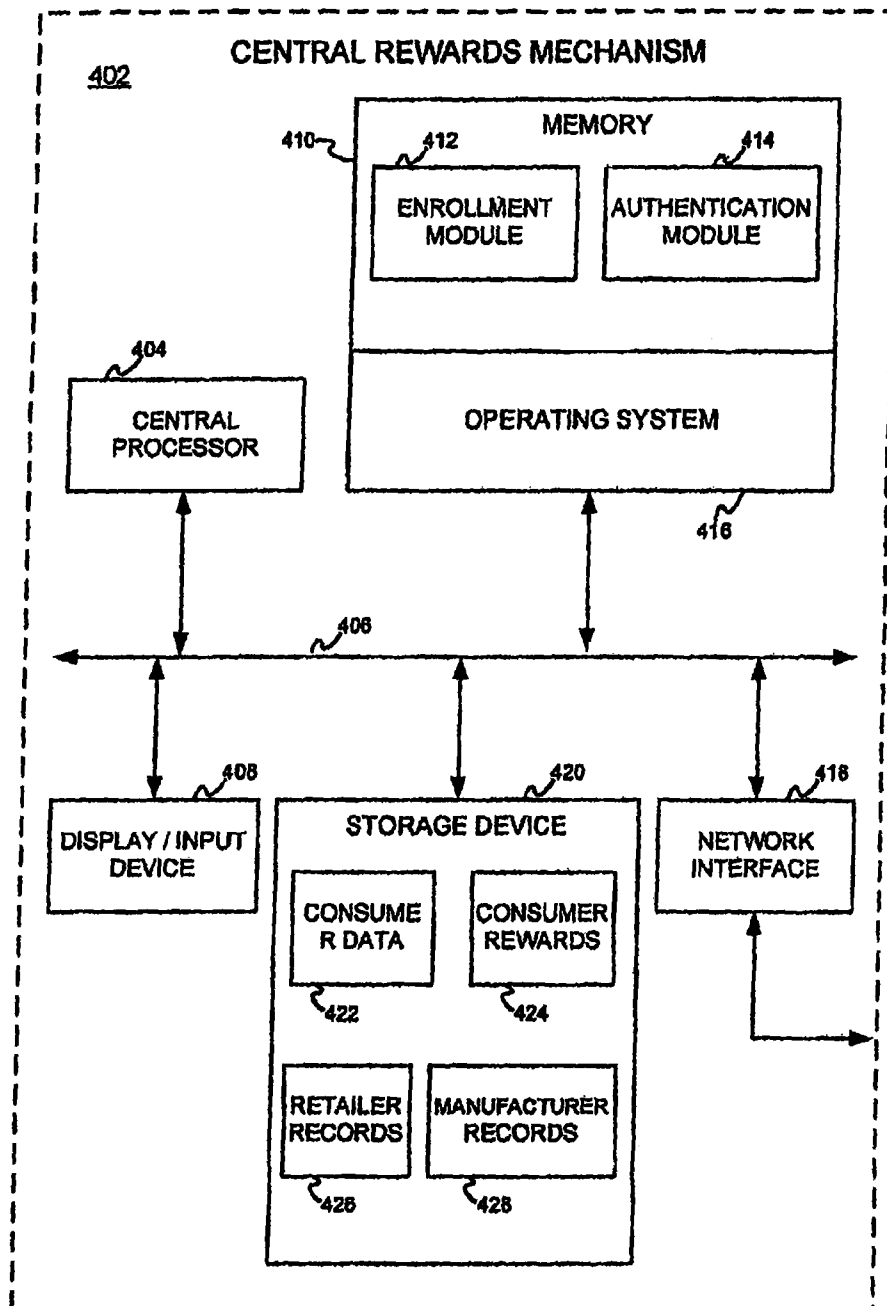 CENTRAL REWARDS MECHANISM
402
MEMORY
410
412
414
ENROLLMENT
MODULE
AUTHENTICATION
MODULE
404
CENTRAL
PROCESSOR
OPERATING SYSTEM
416
406
408
420
418
DISPLAY / INPUT
DEVICE
STORAGE DEVICE
NETWORK
INTERFACE
CONSUME
R DATA
CONSUMER
REWARDS
422
424
RETAILER
RECORDS
MANUFACTURER
RECORDS
426
428